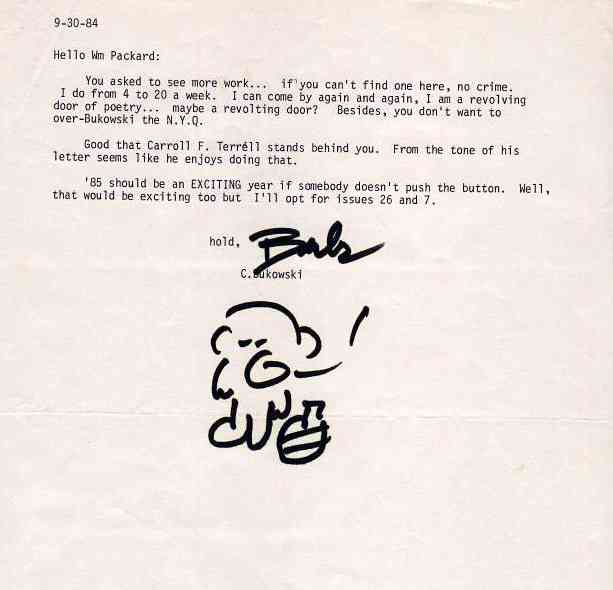 9-30-84
Hello Wm Packard:
You asked to see more work... if you can't find one here, no crime.
I do from 4 to 20 a week. I can come by again and again, I am a revolving
door of poetry... maybe a revolting door? Besides, you don't want to
over-Bukowski the N.Y.Q.
Good that Carroll F. Terréll stands behind you. From the tone of his
letter seems like he enjoys doing that.
'85 should be an EXCITING year if somebody doesn't push the button. Well,
that would be exciting too but I'll opt for issues 26 and 7.
hold,
C.Bukowski